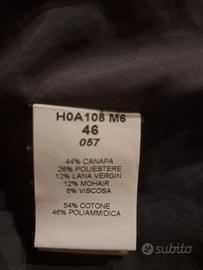 H0A108 M6
46
057
44% CANAPA
26% POLIESTERE
12% LANA VERGIN
12% MOHAIR
6% VISCOSA
54% COTONE
46% POLIAMMIDICA
subito